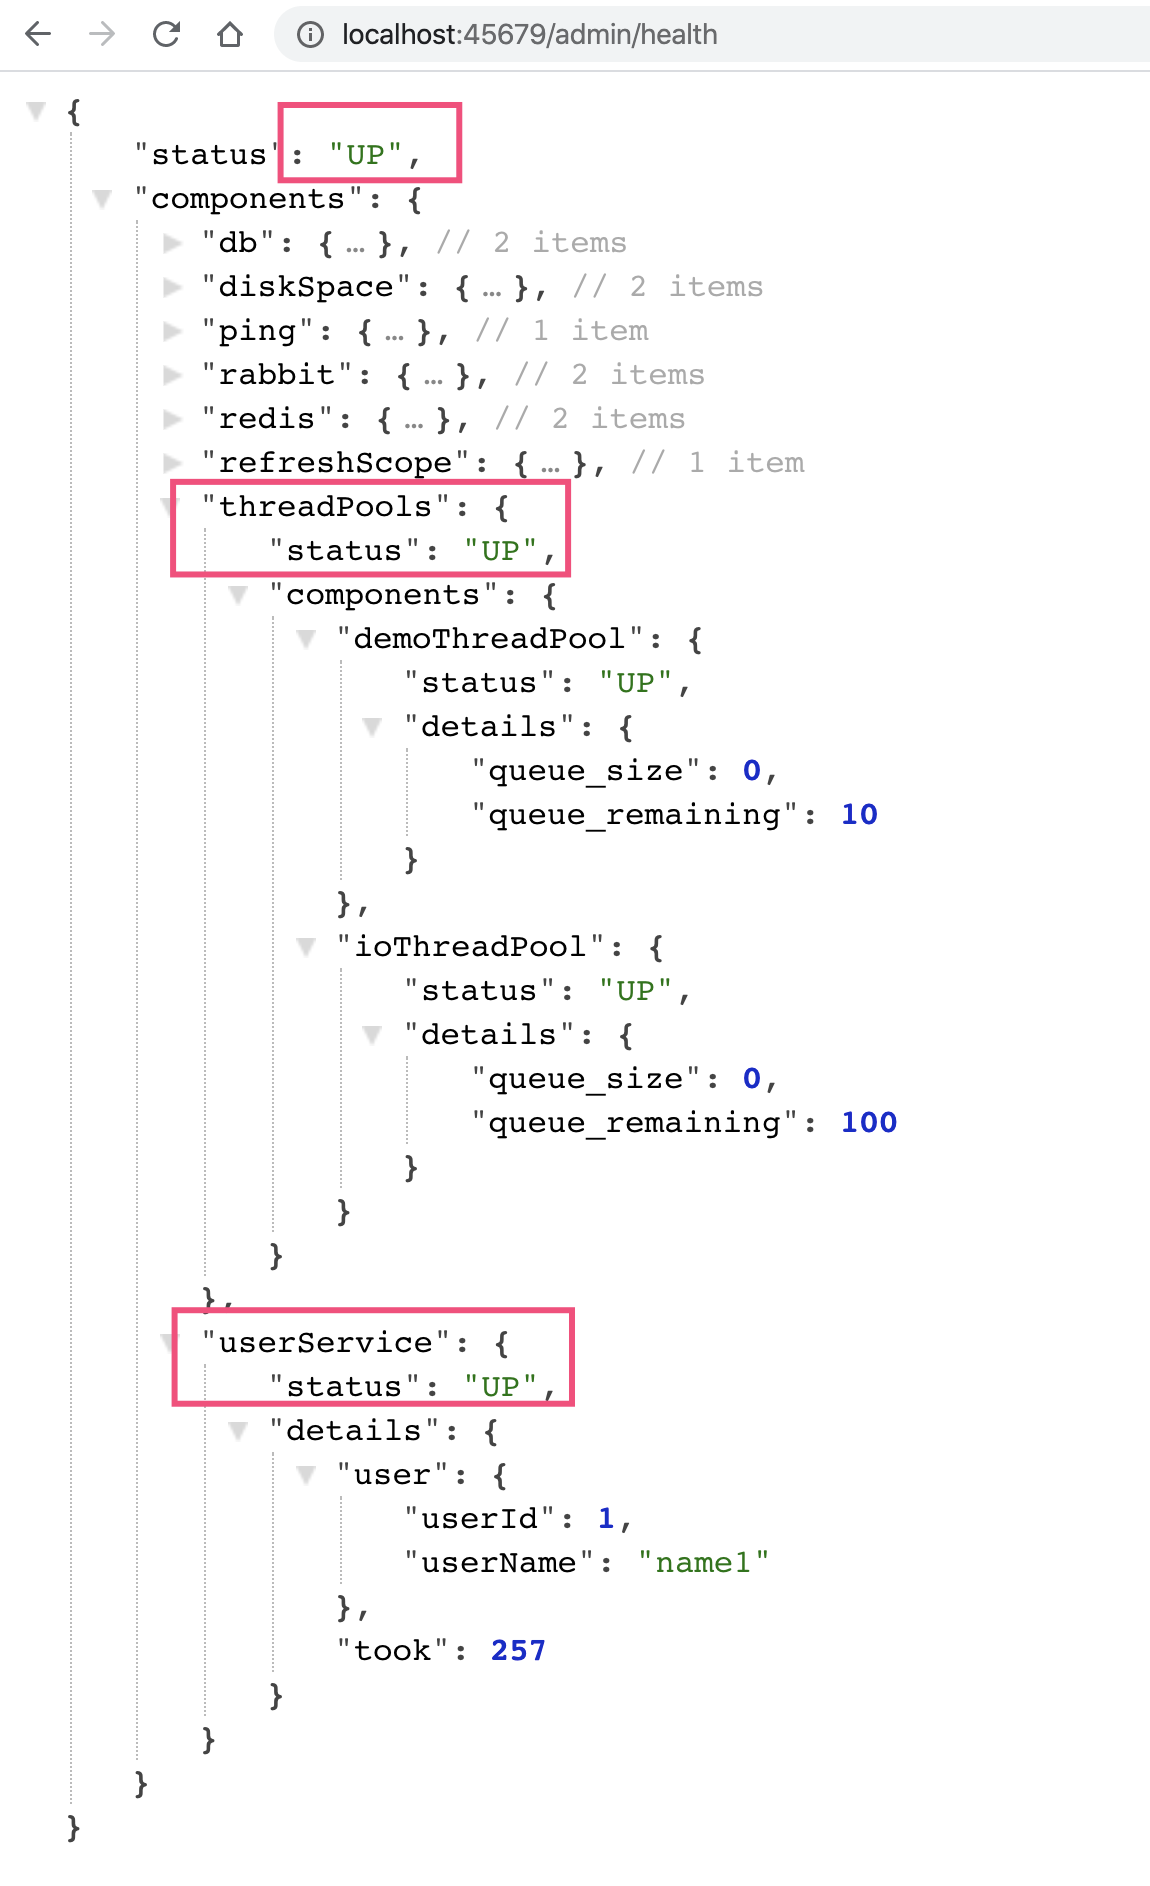 localhost:45679/admin/health
{
"status": "UP",
"components": {
"db": { … }, // 2 items
"diskSpace": { … }, // 2 items
"ping": { … }, // 1 item
"rabbit": { … }, // 2 items
"redis": { … }, // 2 items
"refreshScope": { … }, // 1 item
"threadPools": {
"status": "UP",
"components": {
"demoThreadPool": {
"status": "UP",
"details": {
"queue_size": 0,
"queue_remaining": 10
}
},
"ioThreadPool": {
"status": "UP",
"details": {
"queue_size": 0,
"queue_remaining": 100
}
}
}
},
"userService": {
"status": "UP",
"details": {
"user": {
"userId": 1,
"userName": "name1"
},
"took": 257
}
}
}
}